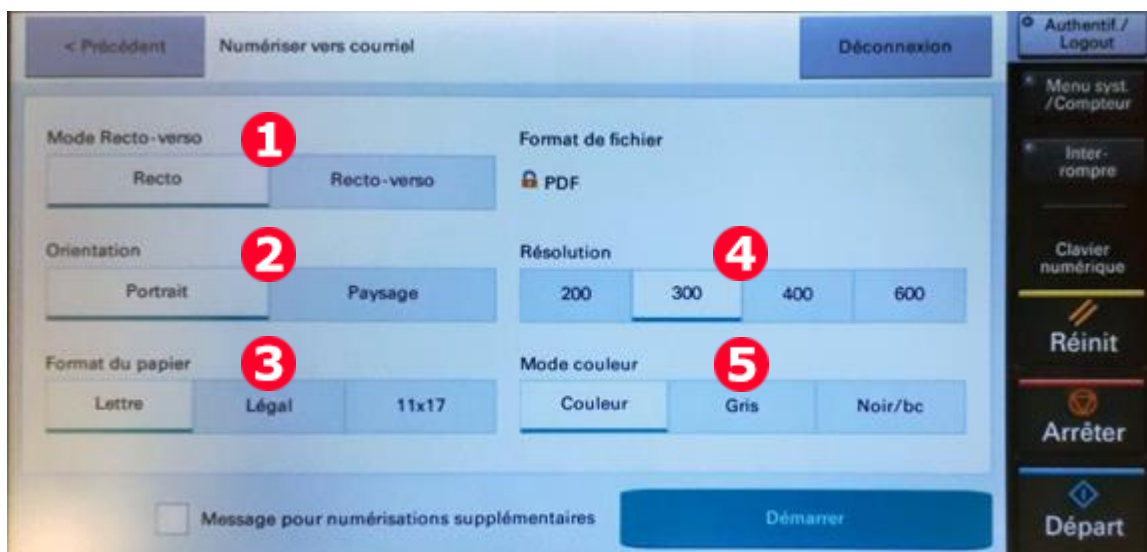 < Précédent
Numériser vers courriel
Déconnexion
Authentif./
Logout
Menu syst.
/Compteur
Inter-
rompre
Clavier
numérique
Réinit
Arrêter
Départ
Mode Recto-verso
1
Recto
Recto-verso
Format de fichier
PDF
Orientation
2
Portrait
Paysage
Résolution
4
200
300
400
600
Format du papier
3
Lettre
Légal
11x17
Mode couleur
5
Couleur
Gris
Noir/bc
Message pour numérisations supplémentaires
Démarrer